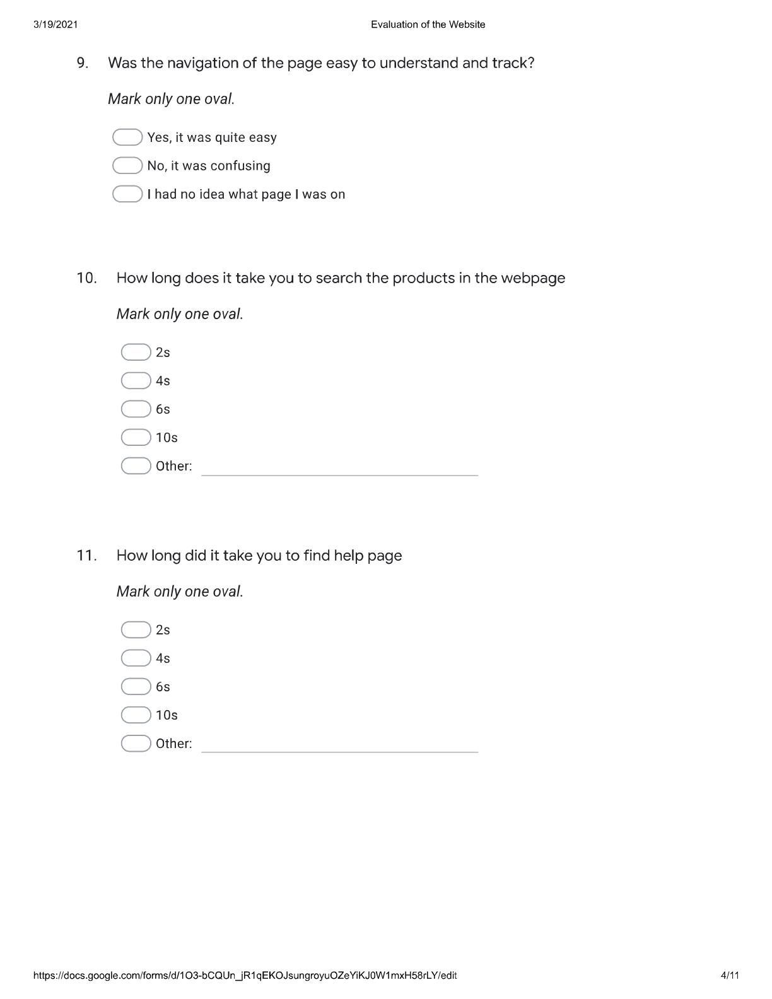 3/19/2021 Evaluation of the Website
9. Was the navigation of the page easy to understand and track?
Mark only one oval.
Yes, it was quite easy
No, it was confusing
I had no idea what page I was on
10. How long does it take you to search the products in the webpage
Mark only one oval.
2s
4s
6s
10s
Other:
11. How long did it take you to find help page
Mark only one oval.
2s
4s
6s
10s
Other:
https://docs.google.com/forms/d/1O3-bCQUn_jR1qEKOJsungroyuOZeYiKJ0W1mxH58rLY/edit 4/11